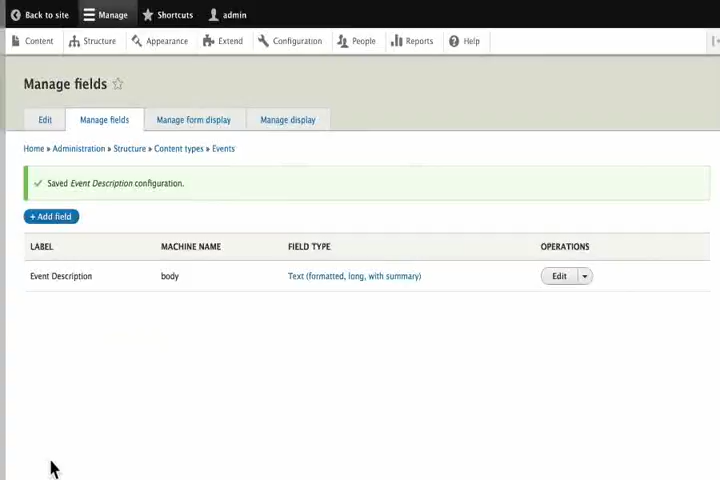 Back to site Manage Shortcuts admin
Content Structure Appearance Extend Configuration People Reports Help
Manage fields
Edit Manage fields Manage form display Manage display
Home » Administration » Structure » Content types » Events
Saved Event Description configuration.
+ Add field
LABEL MACHINE NAME FIELD TYPE OPERATIONS
Event Description body Text (formatted, long, with summary) Edit